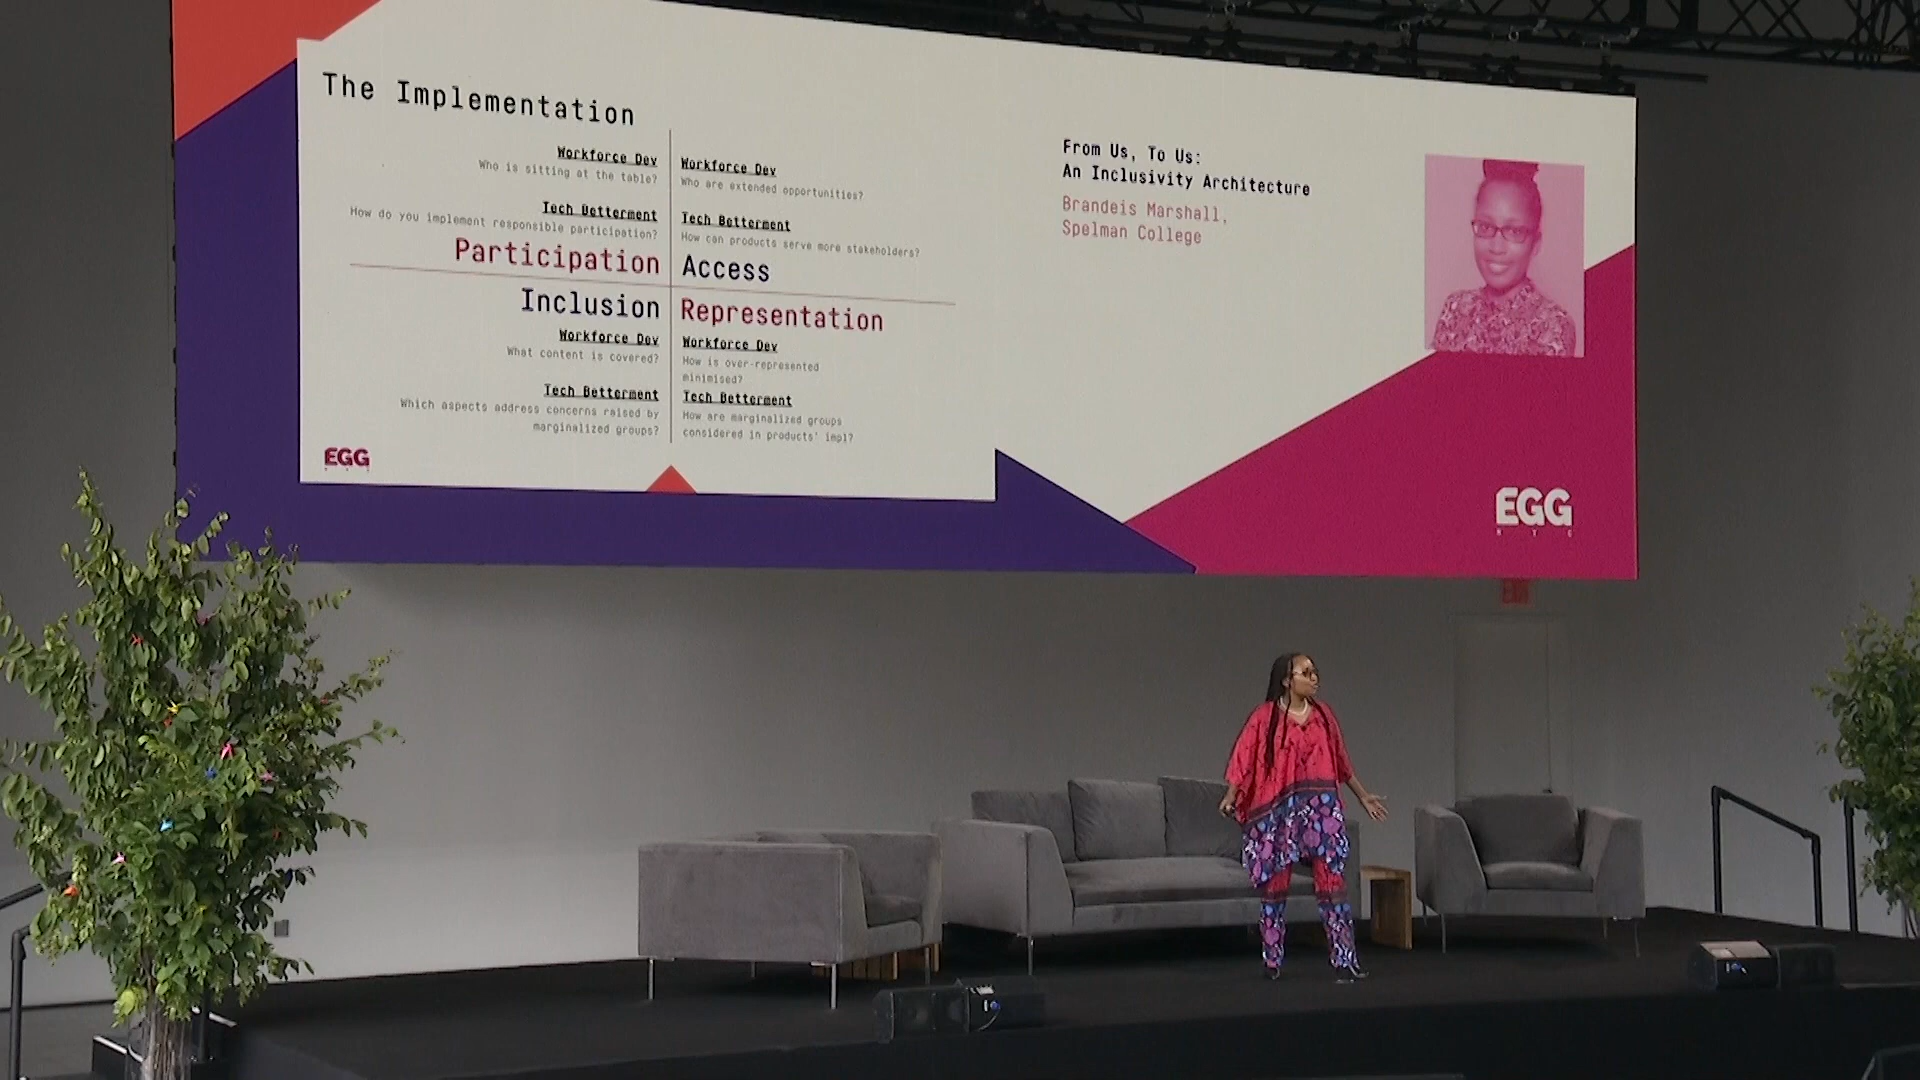 The Implementation
Workforce Dev
Who is sitting at the table?
Tech Betterment
How do you implement responsible participation?
Participation
Workforce Dev
Who are extended opportunities?
Tech Betterment
How can products serve more stakeholders?
Access
Inclusion
Workforce Dev
What content is covered?
Tech Betterment
Which aspects address concerns raised by
marginalized groups?
Representation
Workforce Dev
How is over-represented
minimised?
Tech Betterment
How are marginalized groups
considered in products' impl?
EGG
From Us, To Us:
An Inclusivity Architecture
Brandeis Marshall,
Spelman College
EGG
NYC